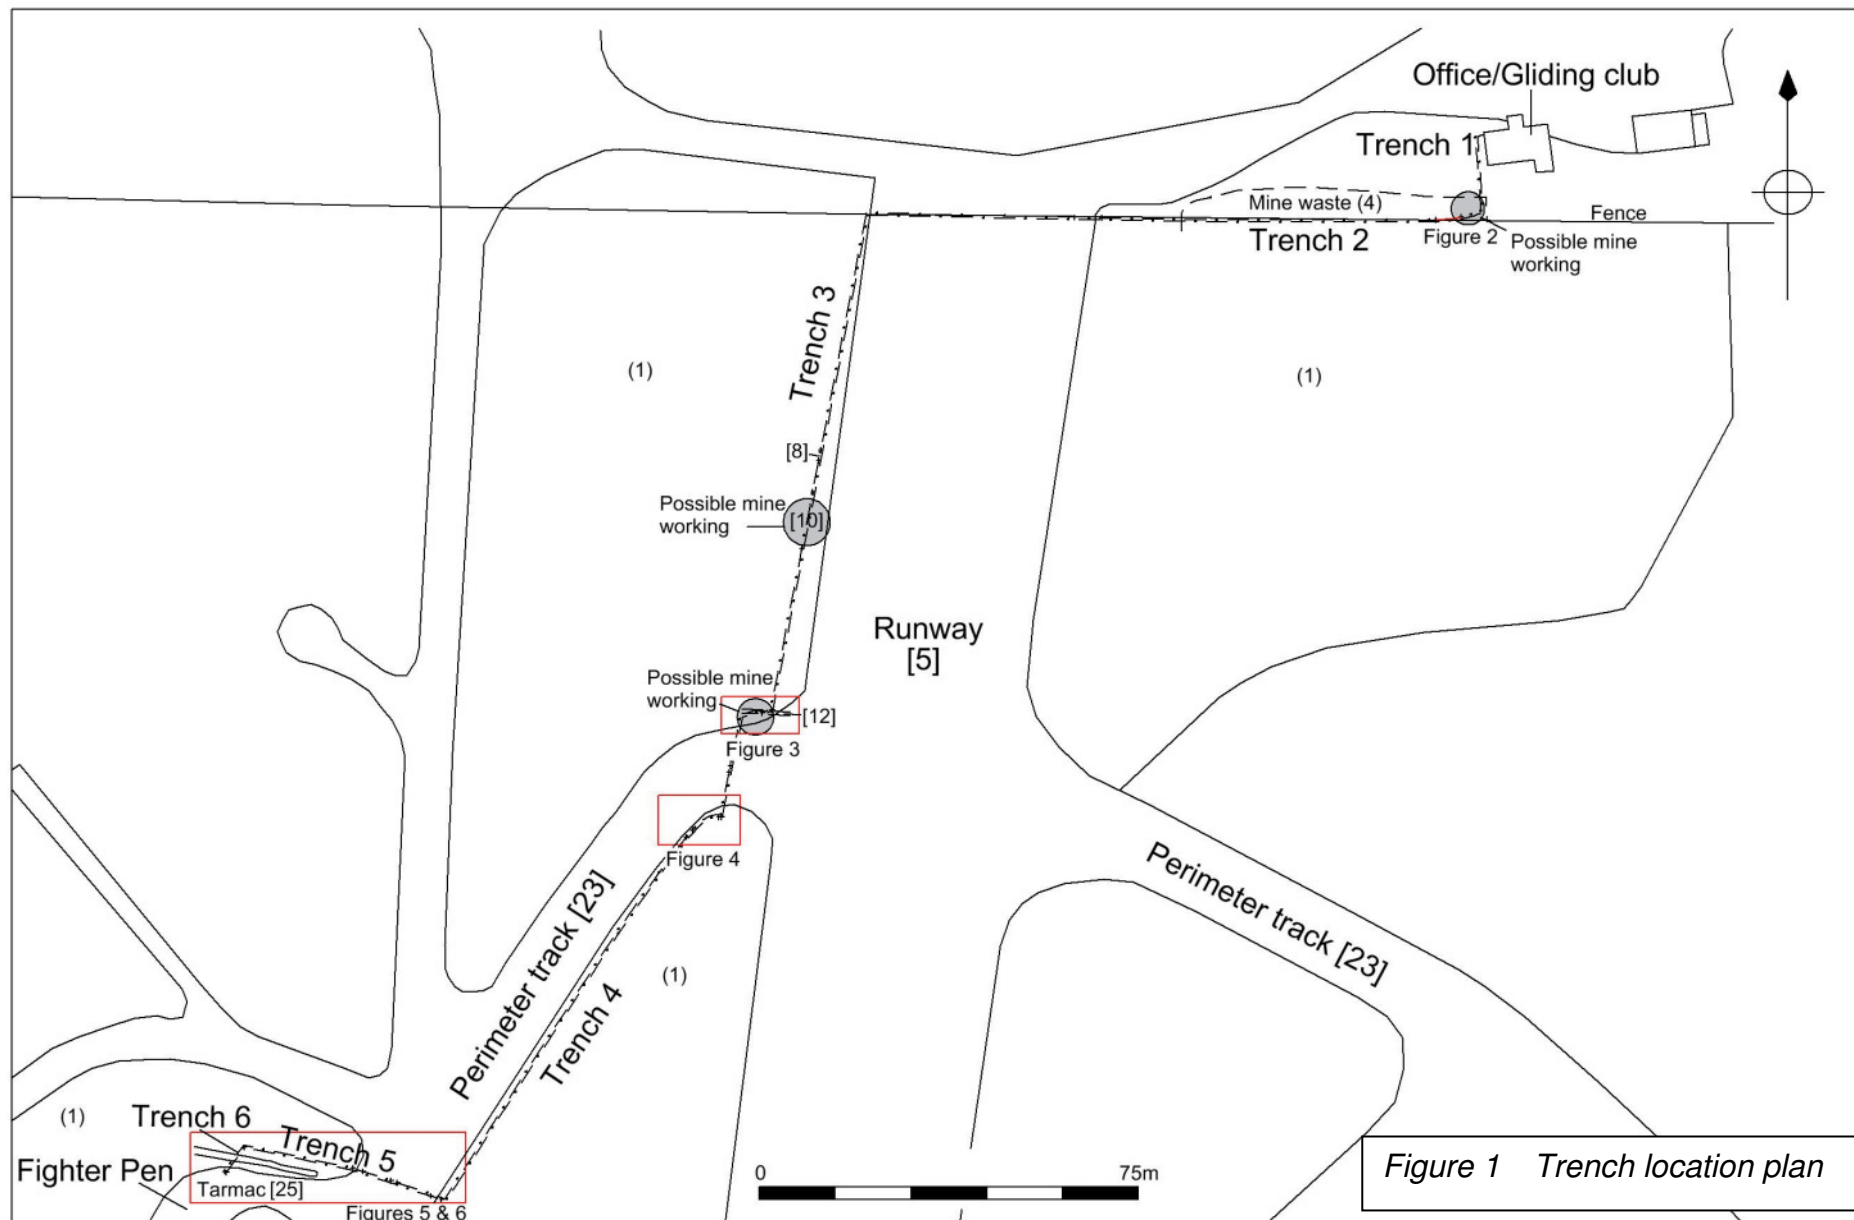 Office/Gliding club
Trench 1
Mine waste (4)
Fence
Trench 2
Figure 2
Possible mine
working
Trench 3
(1)
(1)
[8]
Possible mine
working
[10]
Runway
[5]
Possible mine
working
[12]
Figure 3
Figure 4
Perimeter track [23]
Perimeter track [23]
Trench 4
(1)
(1)
Trench 6
Trench 5
Fighter Pen
Tarmac [25]
Figures 5 & 6
0
75m
Figure 1 Trench location plan